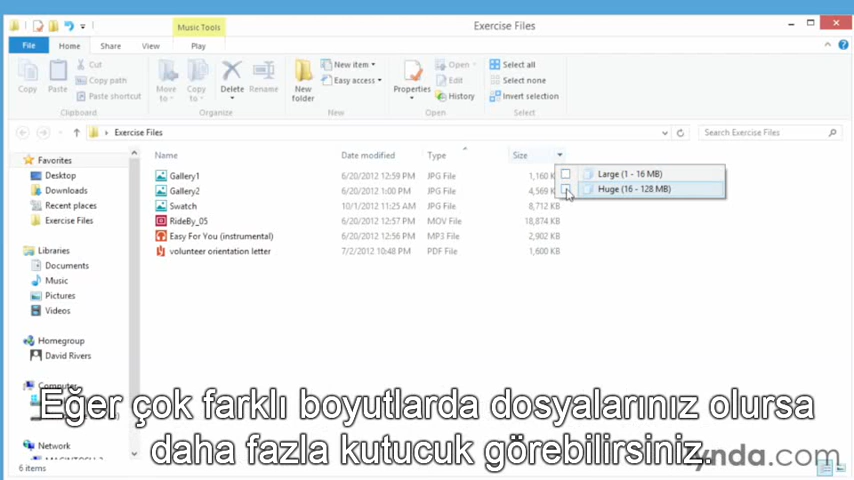 Music Tools
Exercise Files
File Home Share View Play
Copy
Paste
Cut
Copy path
Paste shortcut
Clipboard
Move to
Copy to
Delete
Rename
Organize
New folder
New item
Easy access
New
Properties
Open
Edit
History
Open
Select all
Select none
Invert selection
Select
Exercise Files
Search Exercise Files
Name Date modified Type Size
Large (1 - 16 MB)
Huge (16 - 128 MB)
Gallery1 6/20/2012 12:59 PM JPG File 1,160 K
Gallery2 6/20/2012 1:00 PM JPG File 4,569 K
Swatch 10/1/2012 11:25 AM JPG File 8,712 KB
RideBy_05 6/20/2012 12:59 PM MOV File 18,874 KB
Easy For You (instrumental) 6/20/2012 12:56 PM MP3 File 2,902 KB
volunteer orientation letter 7/2/2012 10:48 PM PDF File 1,600 KB
Favorites
Desktop
Downloads
Recent places
Exercise Files
Libraries
Documents
Music
Pictures
Videos
Homegroup
David Rivers
Computer
Network
6 items
Eğer çok farklı boyutlarda dosyalarınız olursa
daha fazla kutucuk görebilirsiniz.
lynda.com